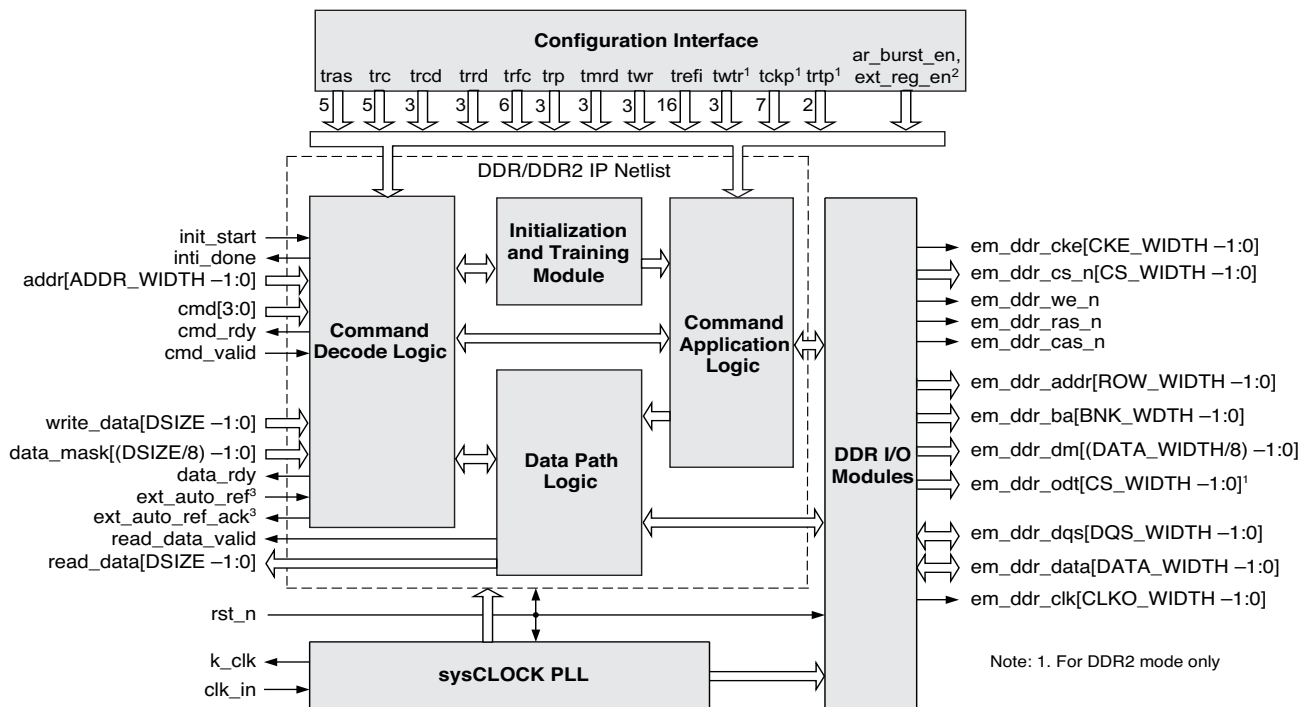 Configuration Interface
tras trc trcd trrd trfc trp tmrd twr trefi twtr¹ tckp¹ trtp¹ ar_burst_en,
ext_reg_en²
5 5 3 3 6 3 3 3 16 3 7 2
DDR/DDR2 IP Netlist
init_start
inti_done
addr[ADDR_WIDTH –1:0]
cmd[3:0]
cmd_rdy
cmd_valid
write_data[DSIZE –1:0]
data_mask[(DSIZE/8) –1:0]
data_rdy
ext_auto_ref³
ext_auto_ref_ack³
read_data_valid
read_data[DSIZE –1:0]
rst_n
k_clk
clk_in
Command
Decode Logic
Initialization
and Training
Module
Command
Application
Logic
Data Path
Logic
DDR I/O
Modules
sysCLOCK PLL
em_ddr_cke[CKE_WIDTH –1:0]
em_ddr_cs_n[CS_WIDTH –1:0]
em_ddr_we_n
em_ddr_ras_n
em_ddr_cas_n
em_ddr_addr[ROW_WIDTH –1:0]
em_ddr_ba[BNK_WDTH –1:0]
em_ddr_dm[(DATA_WIDTH/8) –1:0]
em_ddr_odt[CS_WIDTH –1:0]¹
em_ddr_dqs[DQS_WIDTH –1:0]
em_ddr_data[DATA_WIDTH –1:0]
em_ddr_clk[CLKO_WIDTH –1:0]
Note: 1. For DDR2 mode only